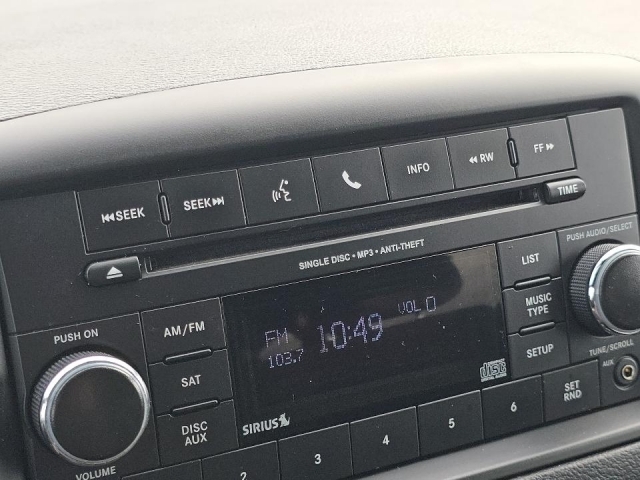 SEEK
SEEK
INFO
RW
FF
TIME
SINGLE DISC • MP3 • ANTI-THEFT
PUSH AUDIO/SELECT
LIST
MUSIC
TYPE
SETUP
TUNE/SCROLL
AUX
PUSH ON
VOLUME
AM/FM
SAT
DISC
AUX
FM
103.7
10:49
VOL 0
SIRIUS
disc
2
3
4
5
6
SET
RND